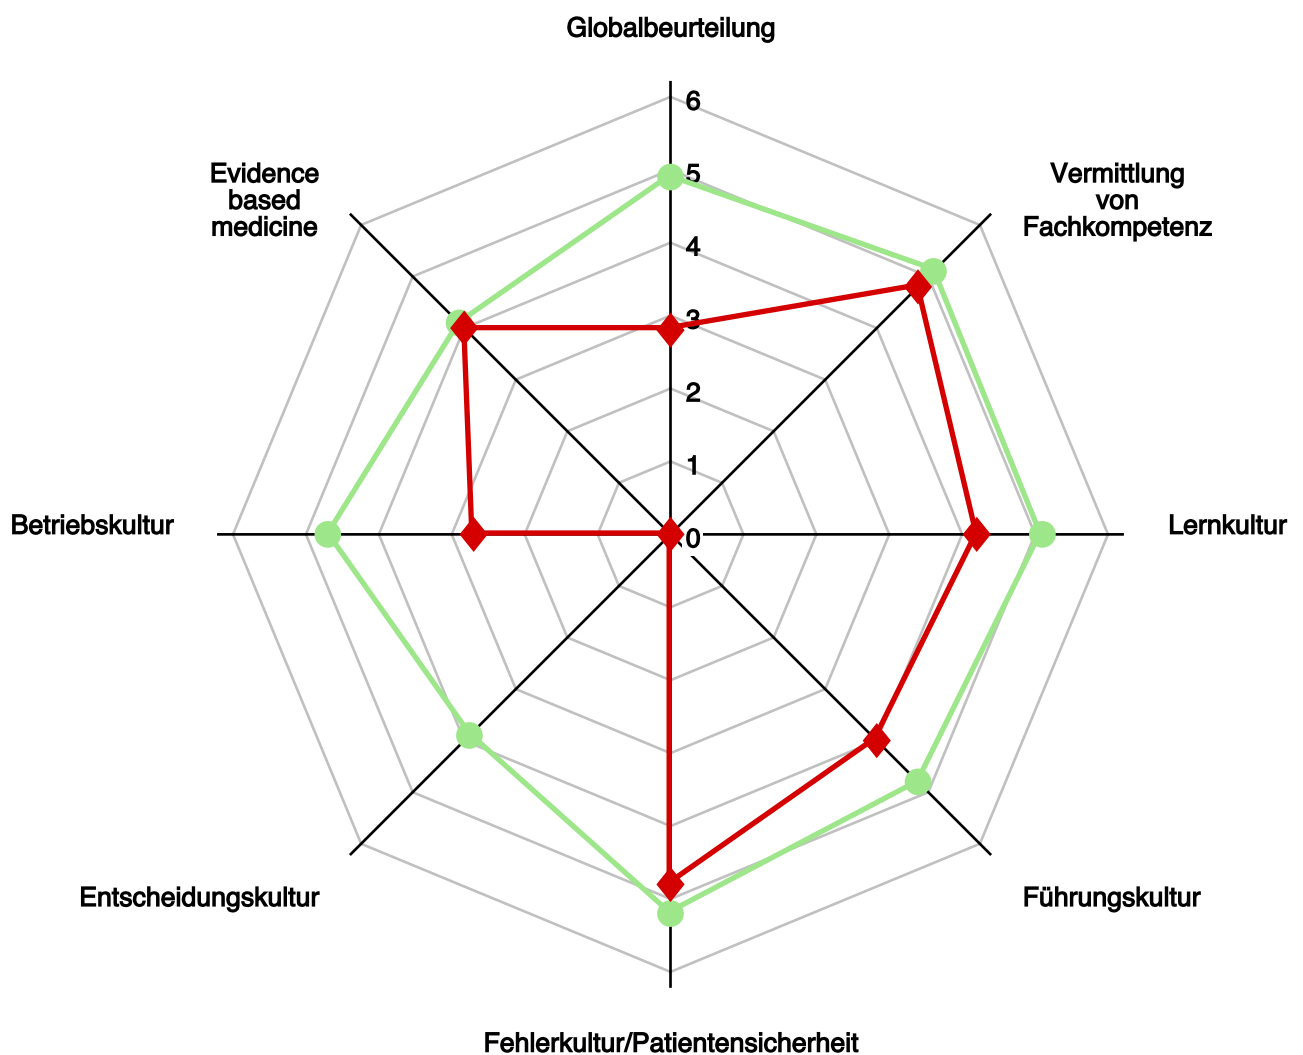 Globalbeurteilung
6
Evidence
based
medicine
5
Vermittlung
von
Fachkompetenz
4
3
2
1
Betriebskultur
0
Lernkultur
Entscheidungskultur
Führungskultur
Fehlerkultur/Patientensicherheit